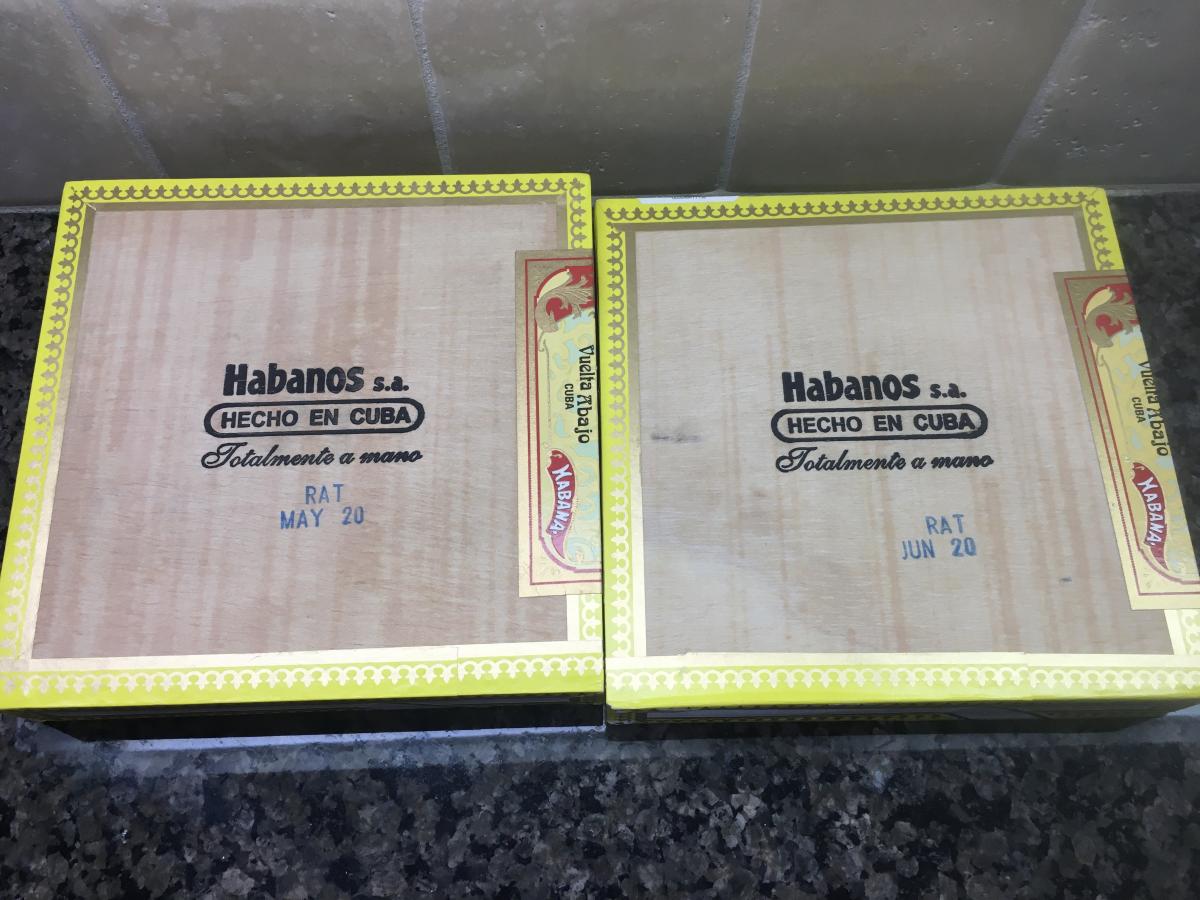 Habanos s.a.
HECHO EN CUBA
Totalmente a mano
RAT
MAY 20
Vuelta Abajo
CUBA
HABANA.
Habanos s.a.
HECHO EN CUBA
Totalmente a mano
RAT
JUN 20
Vuelta Abajo
CUBA
HABANA.